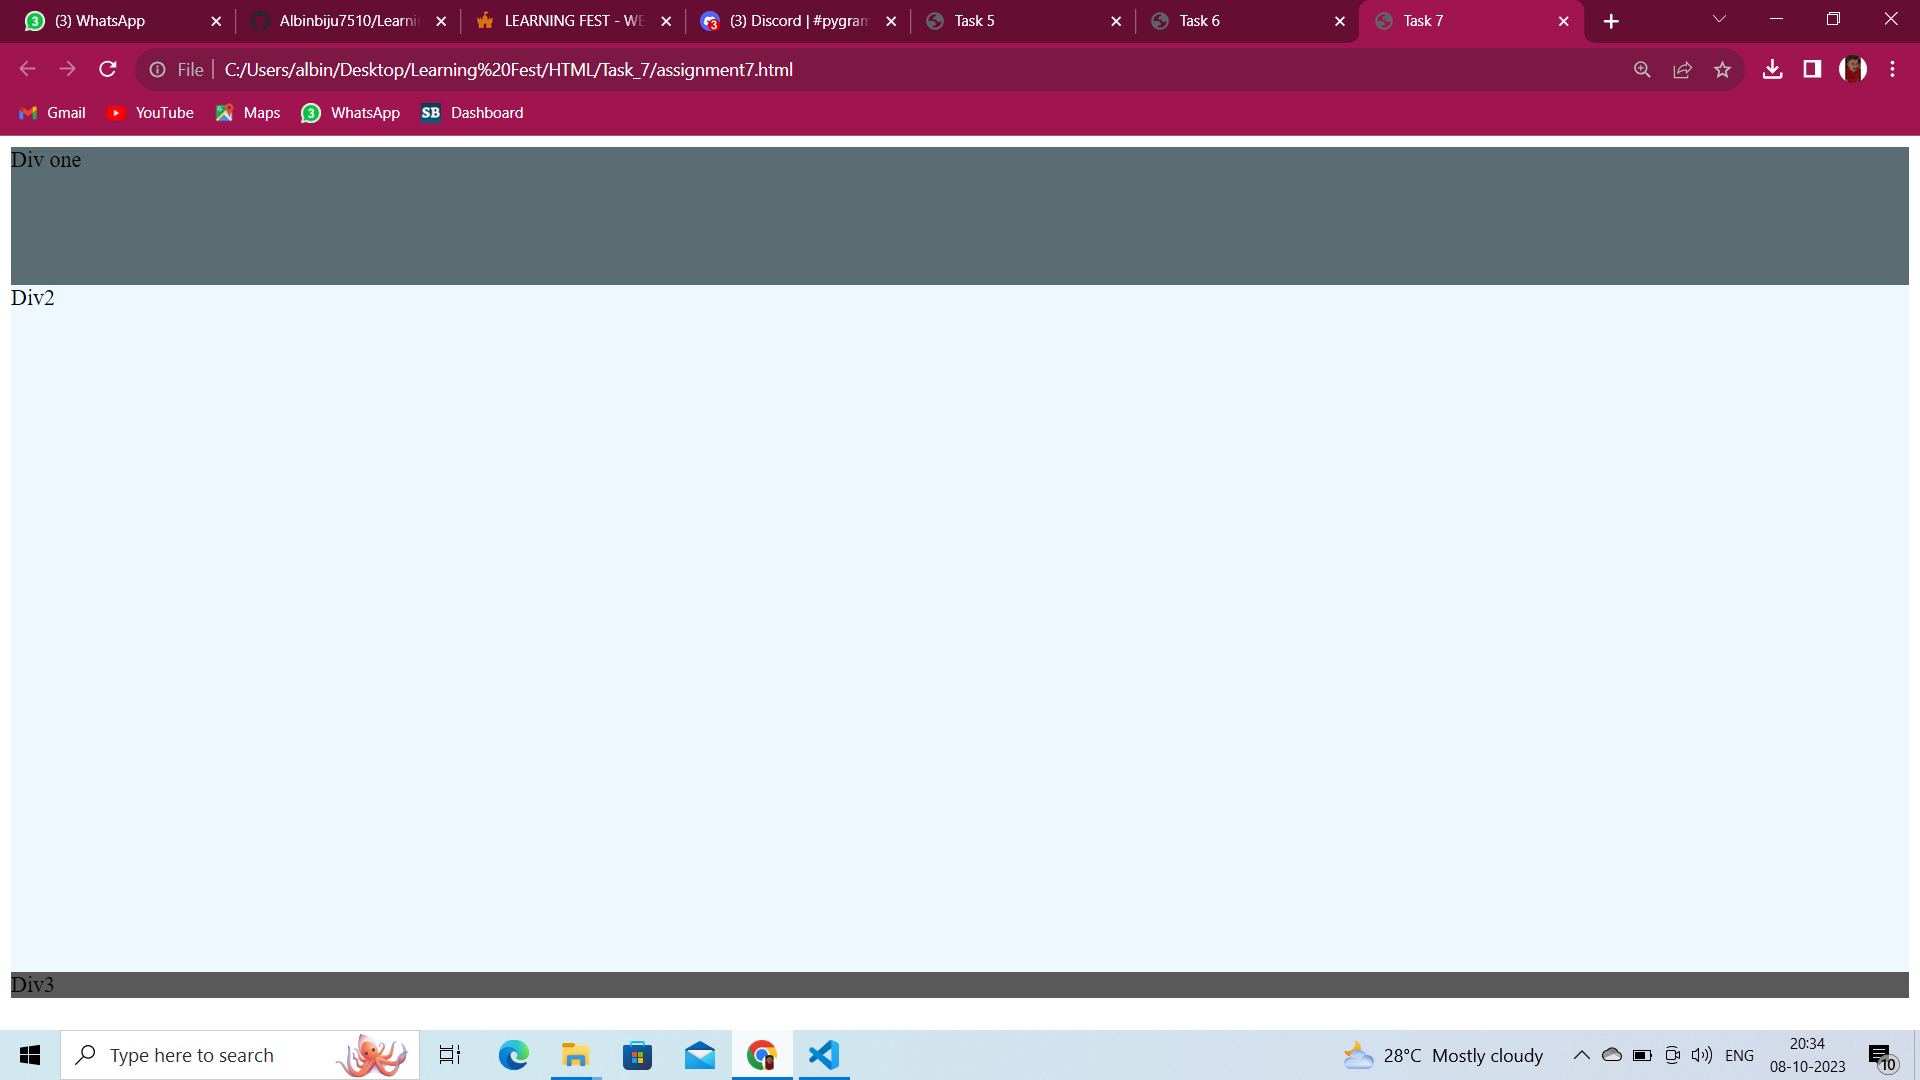 (3) WhatsApp
Albinbiju7510/Learni
LEARNING FEST - WE
(3) Discord | #pygram
Task 5
Task 6
Task 7
File
C:/Users/albin/Desktop/Learning%20Fest/HTML/Task_7/assignment7.html
Gmail
YouTube
Maps
3
WhatsApp
SB
Dashboard
Div one
Div2
Div3
Type here to search
28°C Mostly cloudy
ENG
20:34
08-10-2023
10